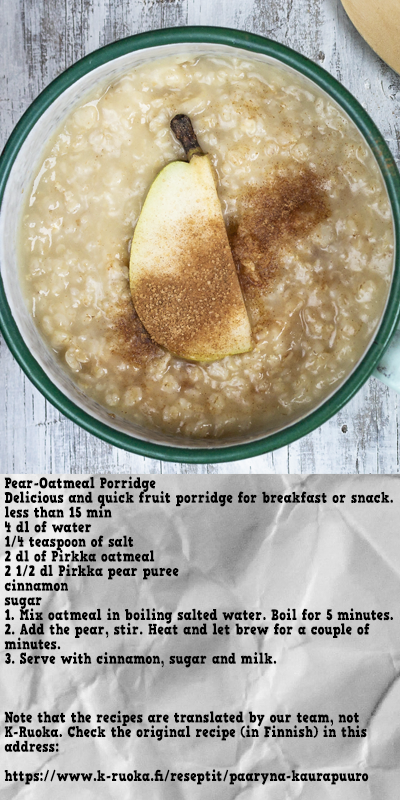 Pear-Oatmeal Porridge
Delicious and quick fruit porridge for breakfast or snack.
less than 15 min
4 dl of water
1/4 teaspoon of salt
2 dl of Pirkka oatmeal
2 1/2 dl Pirkka pear puree
cinnamon
sugar
1. Mix oatmeal in boiling salted water. Boil for 5 minutes.
2. Add the pear, stir. Heat and let brew for a couple of
minutes.
3. Serve with cinnamon, sugar and milk.
Note that the recipes are translated by our team, not
K-Ruoka. Check the original recipe (in Finnish) in this
address:
https://www.k-ruoka.fi/reseptit/paaryna-kaurapuuro